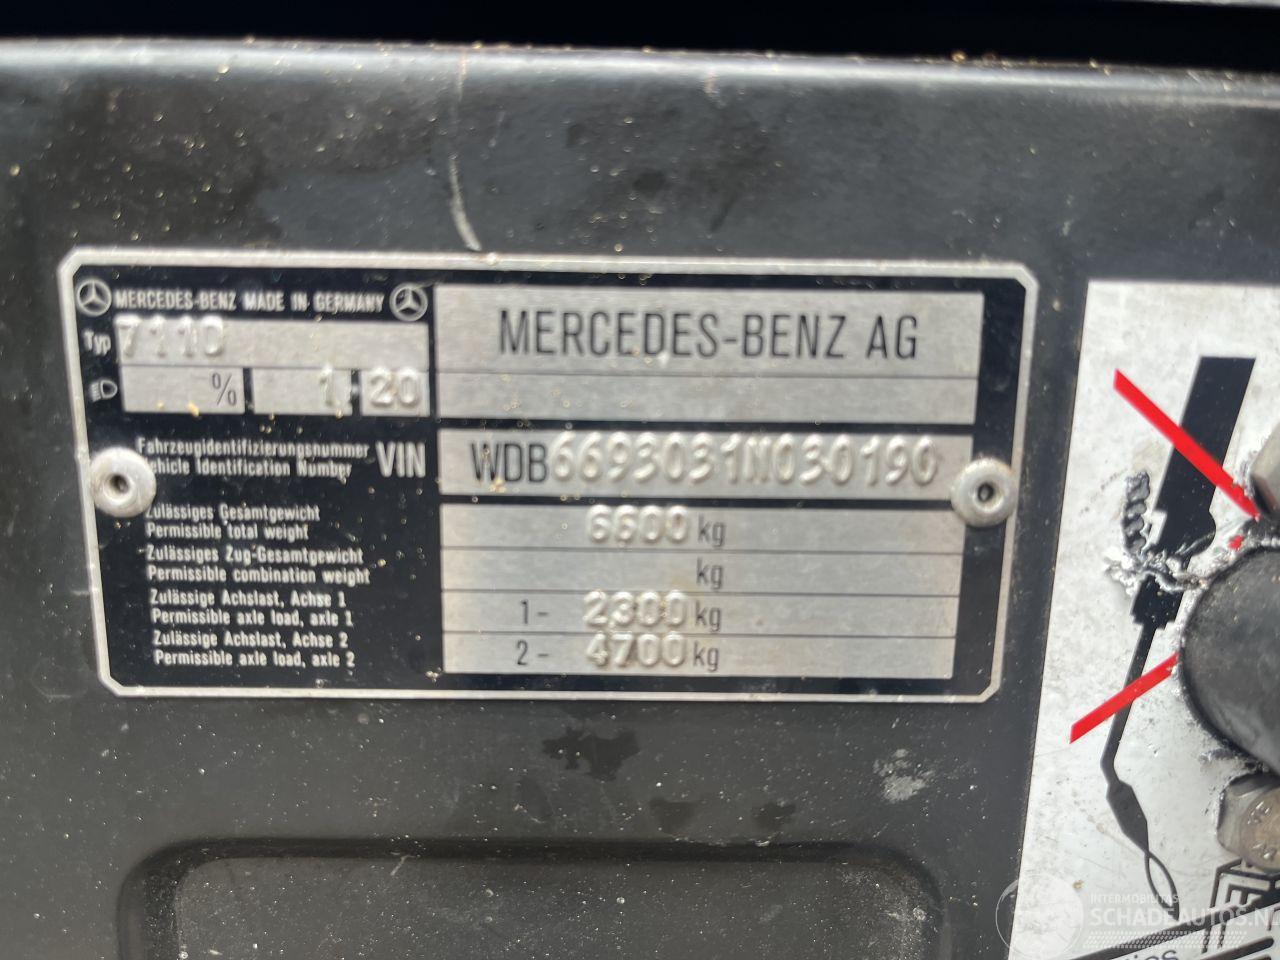 MERCEDES-BENZ MADE IN GERMANY
MERCEDES-BENZ AG
Typ 711D
% 1, 20
Fahrzeugidentifizierungsnummer
Vehicle Identification Number
VIN WDB6693031N030190
Zulässiges Gesamtgewicht
Permissible total weight
6600 kg
Zulässiges Zug-Gesamtgewicht
Permissible combination weight
kg
Zulässige Achslast, Achse 1
Permissible axle load, axle 1
1- 2300 kg
Zulässige Achslast, Achse 2
Permissible axle load, axle 2
2- 4700 kg
INTERMOBILITAS
SCHADEAUTOS.NL